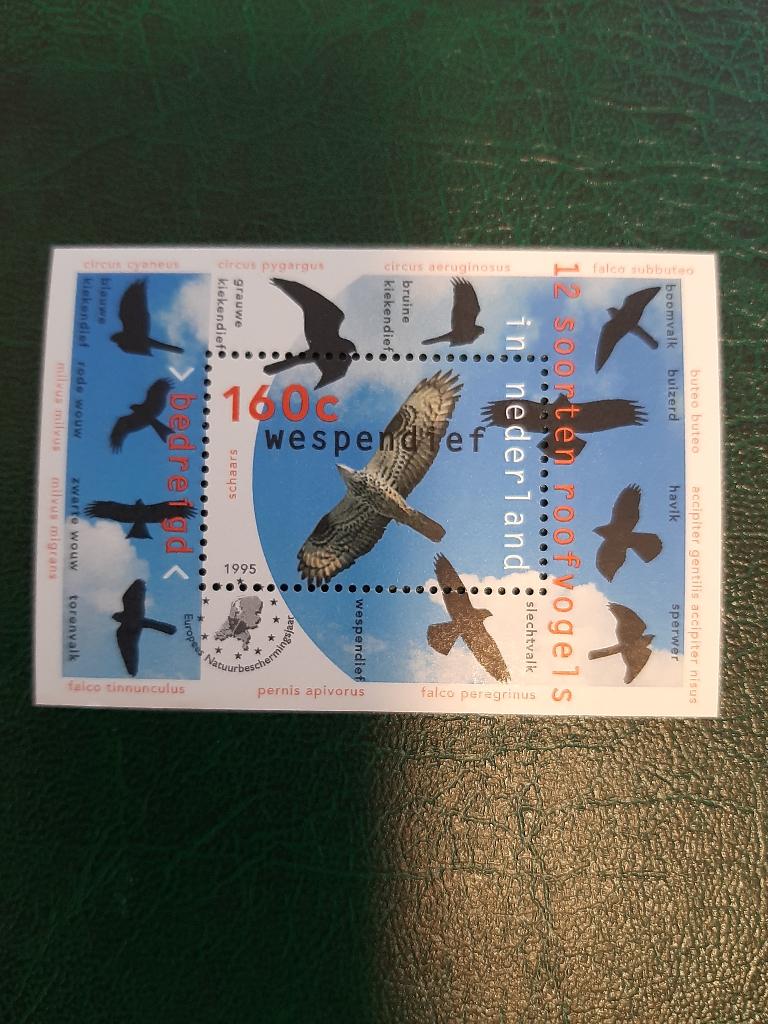 circus cyaneus
circus pygargus
circus aeruginosus
falco subbuteo
blauwe
kiekendief
grauwe
kiekendief
bruine
kiekendief
boomvalk
12 soorten roofvogels
in nederland
milvus milvus
rode wouw
> bedreigd <
160c
wespendief
schaars
buizerd
buteo buteo
milvus migrans
zwarte wouw
havik
accipiter gentilis
1995
torenvalk
Europees Natuurbeschermingsjaar
wespendief
slechtvalk
sperwer
accipiter nisus
falco tinnunculus
pernis apivorus
falco peregrinus